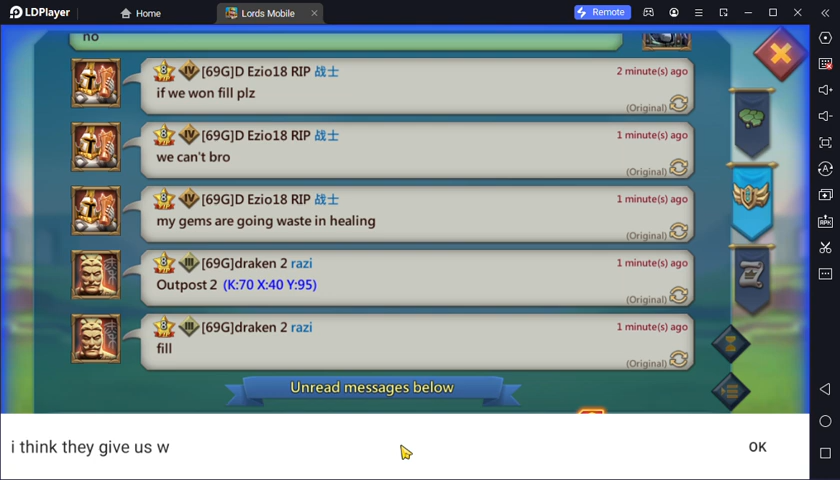 LDPlayer
Home
Lords Mobile
Remote
no
[69G]D Ezio18 RIP 战士
2 minute(s) ago
if we won fill plz
(Original)
[69G]D Ezio18 RIP 战士
1 minute(s) ago
we can't bro
(Original)
[69G]D Ezio18 RIP 战士
1 minute(s) ago
my gems are going waste in healing
(Original)
[69G]draken 2 razi
1 minute(s) ago
Outpost 2 (K:70 X:40 Y:95)
(Original)
[69G]draken 2 razi
1 minute(s) ago
fill
(Original)
Unread messages below
i think they give us w
OK